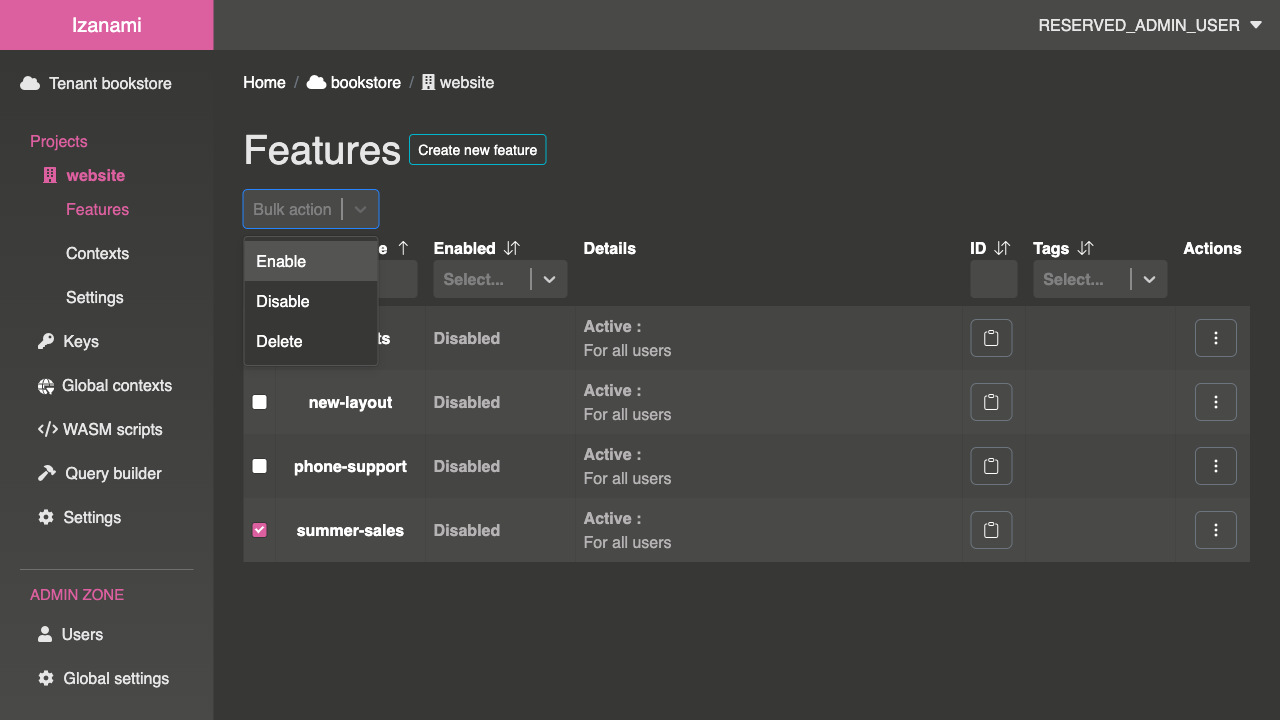 Izanami
RESERVED_ADMIN_USER
Tenant bookstore
Projects
website
Features
Contexts
Settings
Keys
Global contexts
WASM scripts
Query builder
Settings
ADMIN ZONE
Users
Global settings
Home / bookstore / website
Features
Create new feature
Bulk action
Enable
Disable
Delete
e Enabled Details ID Tags Actions
Select... Select...
ts Disabled Active :
For all users
new-layout Disabled Active :
For all users
phone-support Disabled Active :
For all users
summer-sales Disabled Active :
For all users